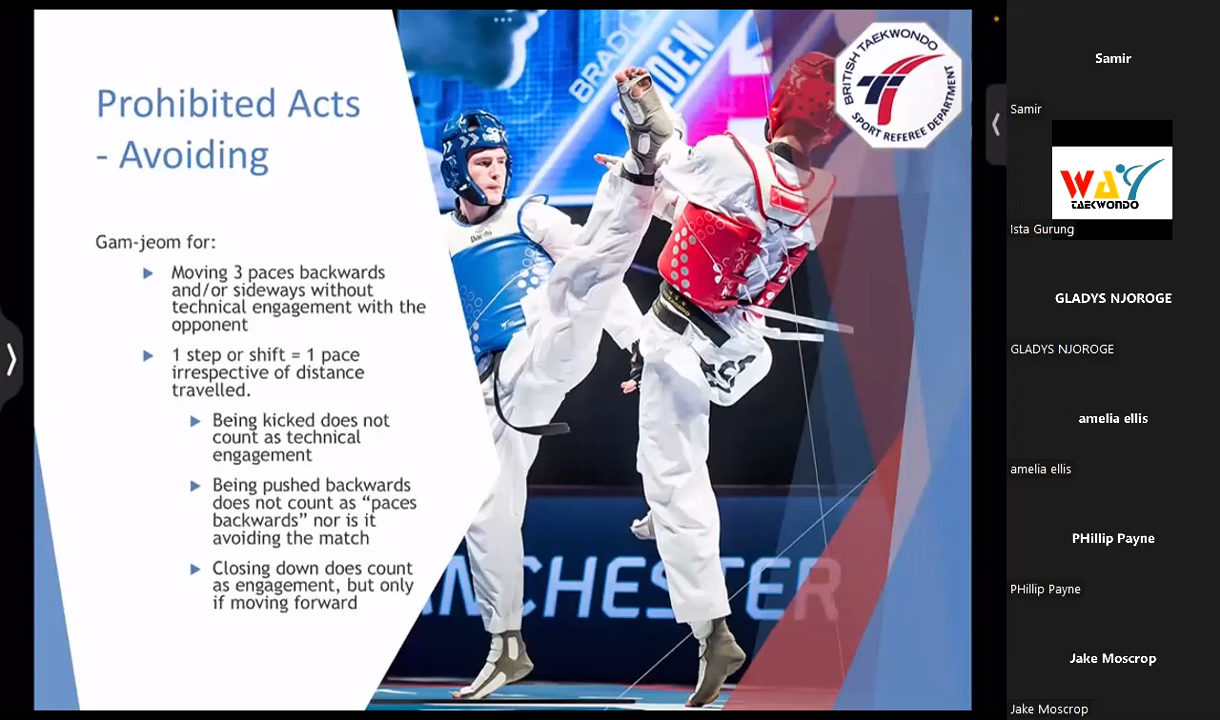 Prohibited Acts
- Avoiding
Gam-jeom for:
Moving 3 paces backwards
and/or sideways without
technical engagement with the
opponent
1 step or shift = 1 pace
irrespective of distance
travelled.
Being kicked does not
count as technical
engagement
Being pushed backwards
does not count as “paces
backwards” nor is it
avoiding the match
Closing down does count
as engagement, but only
if moving forward
BRITISH TAEKWONDO
SPORT REFEREE DEPARTMENT
Daedo
NCHESTER
Samir
Samir
WAY
TAEKWONDO
Ista Gurung
GLADYS NJOROGE
GLADYS NJOROGE
amelia ellis
amelia ellis
PHillip Payne
PHillip Payne
Jake Moscrop
Jake Moscrop